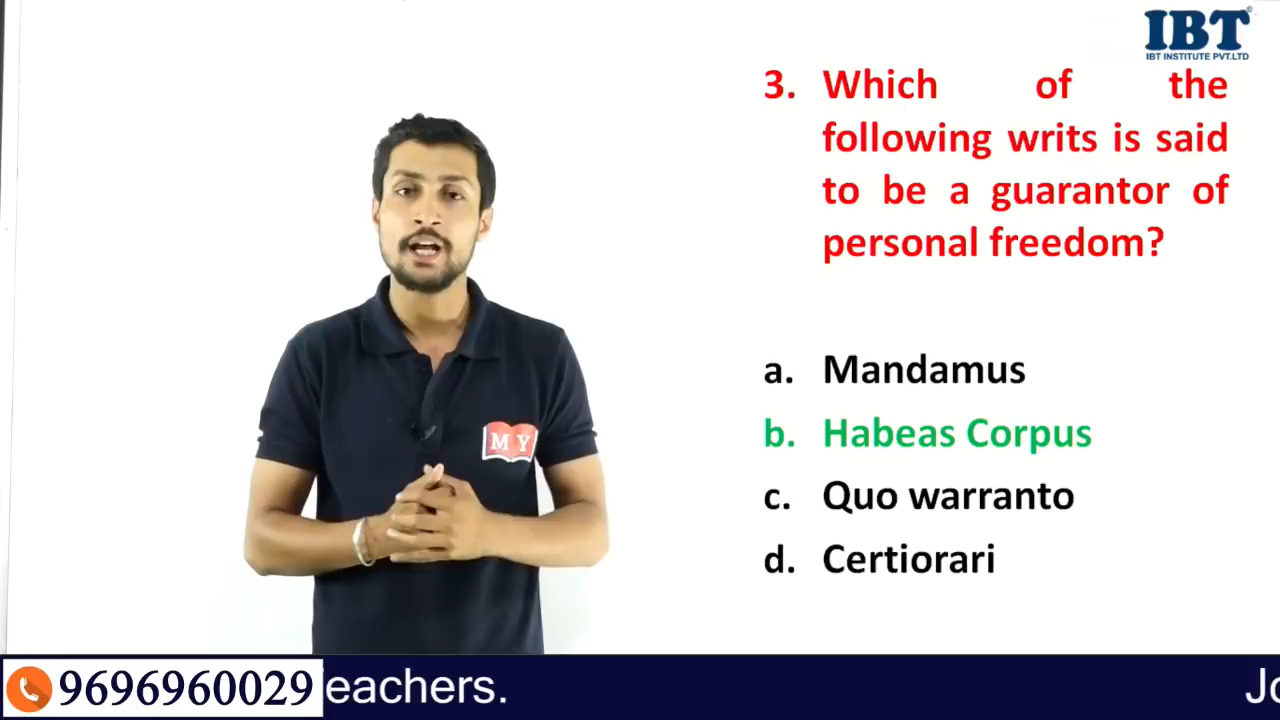 IBT
IBT INSTITUTE PVT.LTD
3. Which of the
following writs is said
to be a guarantor of
personal freedom?
a. Mandamus
b. Habeas Corpus
c. Quo warranto
d. Certiorari
M Y
9696960029
eachers.
Jo